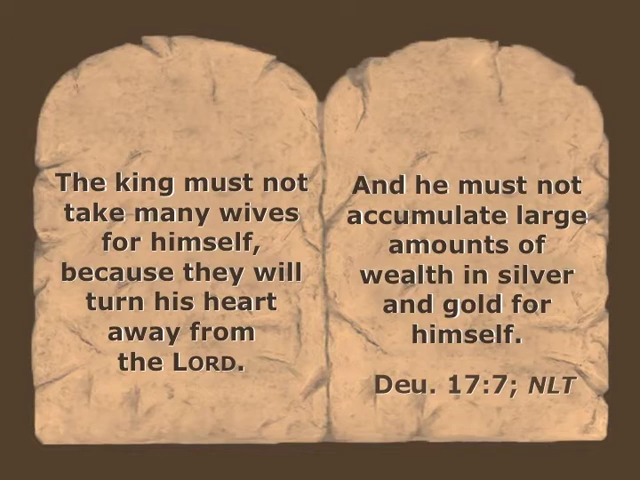 The king must not
take many wives
for himself,
because they will
turn his heart
away from
the LORD.
And he must not
accumulate large
amounts of
wealth in silver
and gold for
himself.
Deu. 17:7; NLT